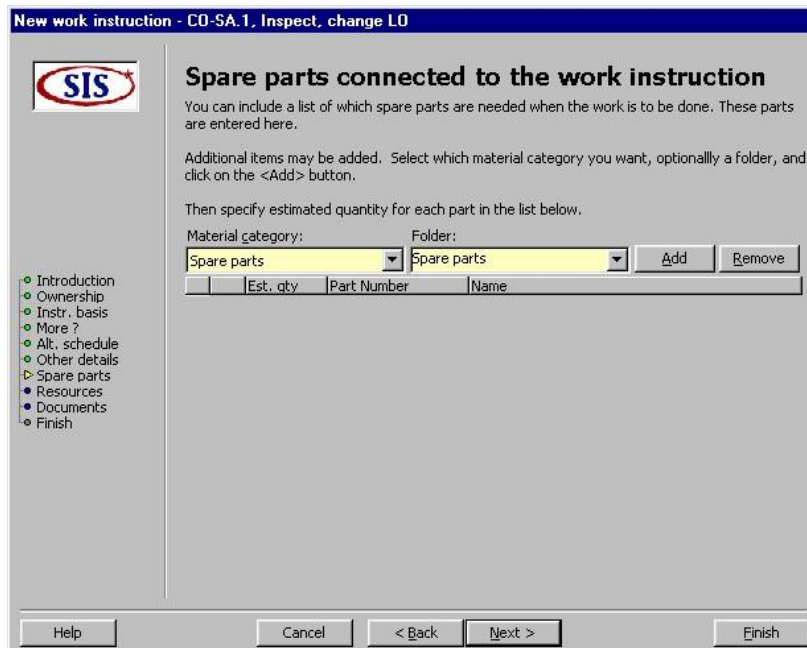 New work instruction - CO-SA.1, Inspect, change LO
SIS
Spare parts connected to the work instruction
You can include a list of which spare parts are needed when the work is to be done. These parts
are entered here.
Additional items may be added. Select which material category you want, optionallly a folder, and
click on the <Add> button.
Then specify estimated quantity for each part in the list below.
Material category: Folder:
Spare parts Spare parts Add Remove
Est. qty Part Number Name
Introduction
Ownership
Instr. basis
More ?
Alt. schedule
Other details
Spare parts
Resources
Documents
Finish
Help Cancel < Back Next > Finish